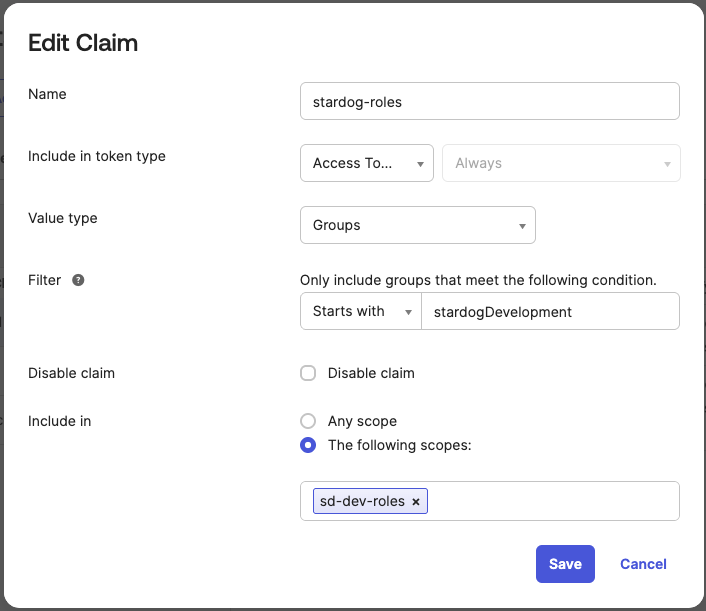 Edit Claim
Name
stardog-roles
Include in token type
Access To...
Always
Value type
Groups
Filter ?
Only include groups that meet the following condition.
Starts with
stardogDevelopment
Disable claim
Disable claim
Include in
Any scope
The following scopes:
sd-dev-roles ×
Save
Cancel